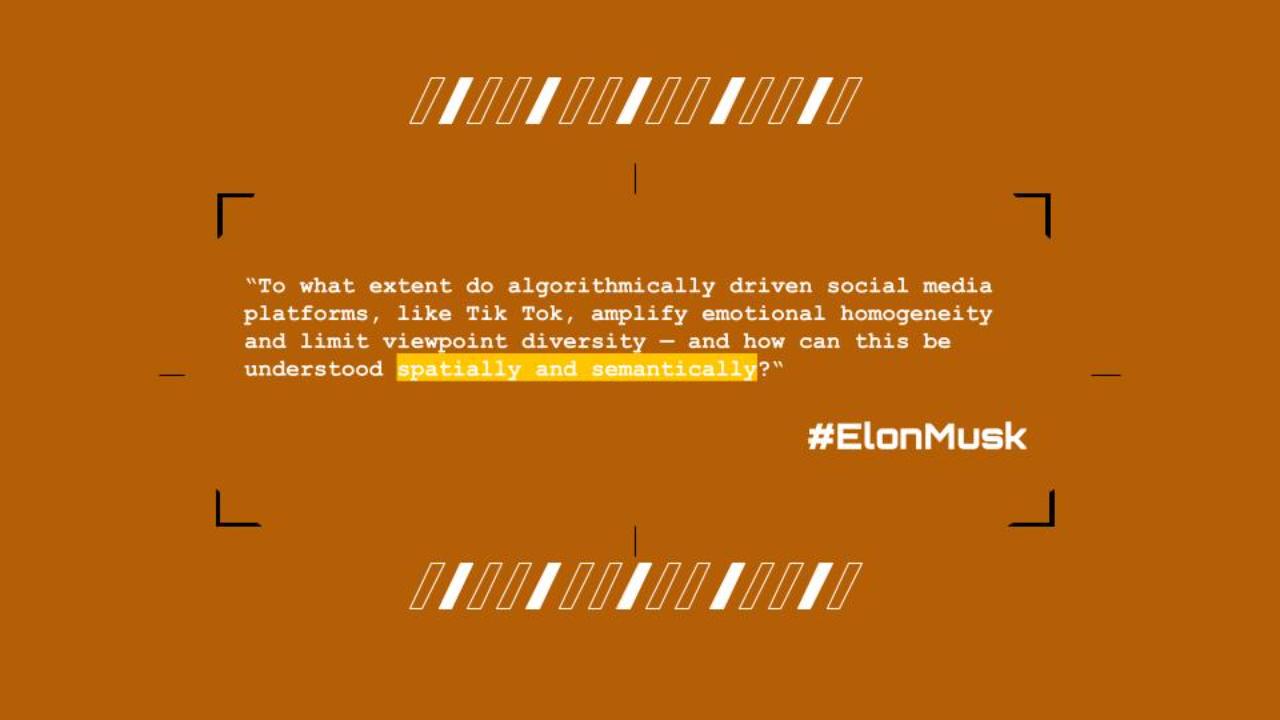 ‟To what extent do algorithmically driven social media
platforms, like Tik Tok, amplify emotional homogeneity
and limit viewpoint diversity — and how can this be
understood spatially and semantically?‟
#ElonMusk